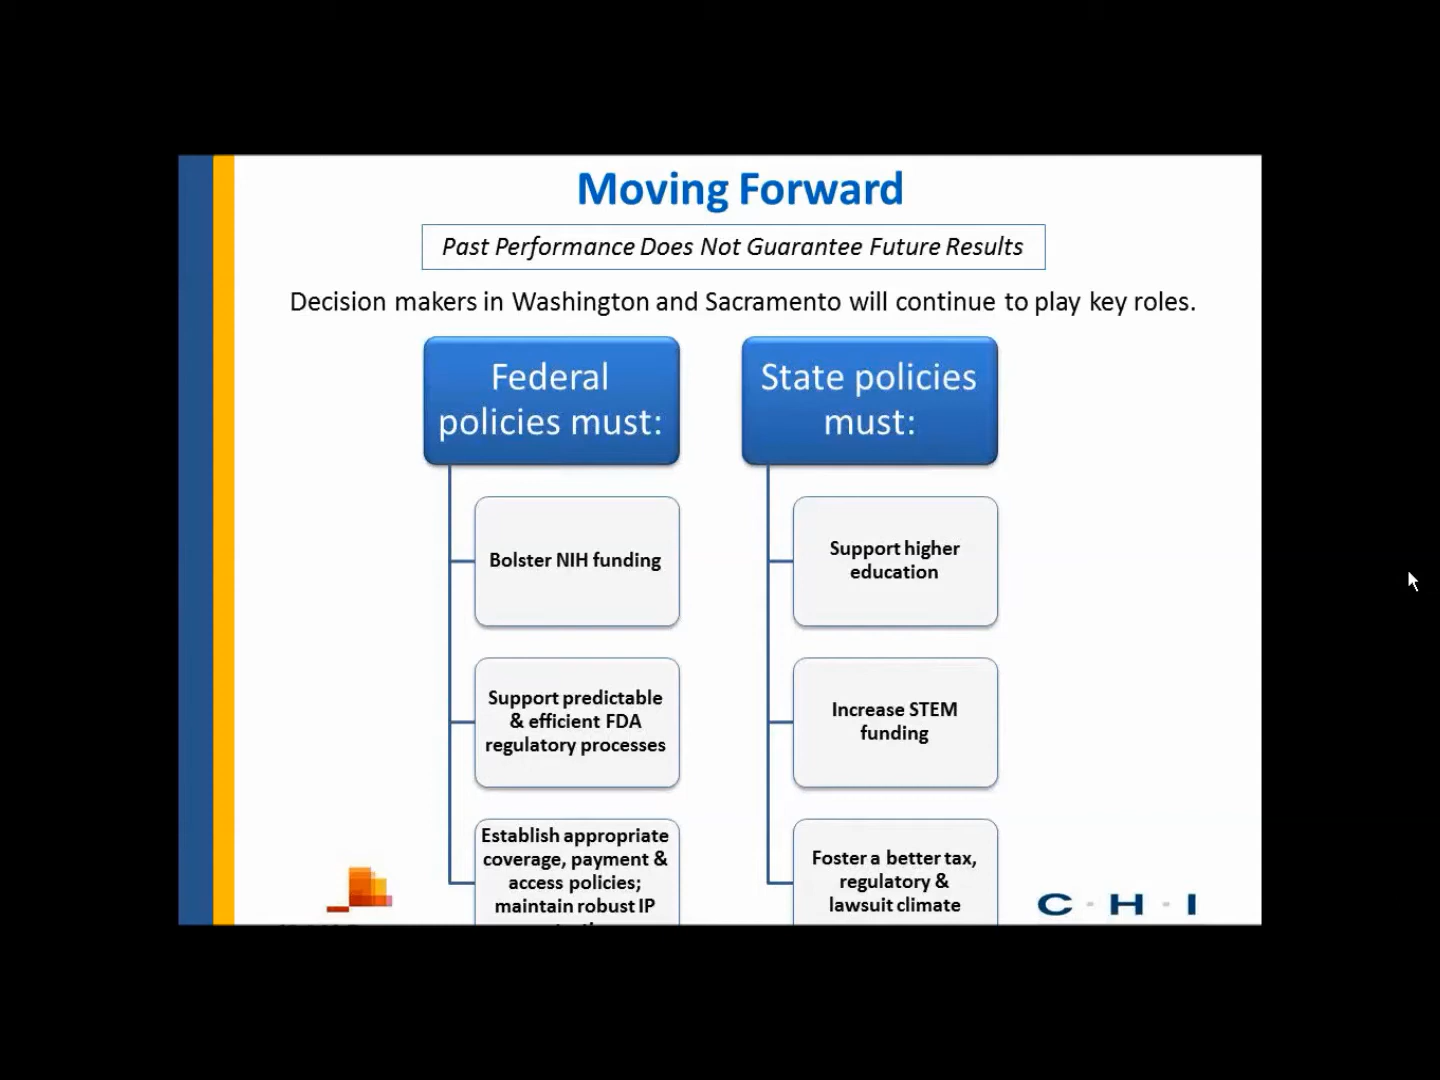 Moving Forward
Past Performance Does Not Guarantee Future Results
Decision makers in Washington and Sacramento will continue to play key roles.
Federal
policies must:
Bolster NIH funding
Support predictable
& efficient FDA
regulatory processes
Establish appropriate
coverage, payment &
access policies;
maintain robust IP
State policies
must:
Support higher
education
Increase STEM
funding
Foster a better tax,
regulatory &
lawsuit climate
C·H·I